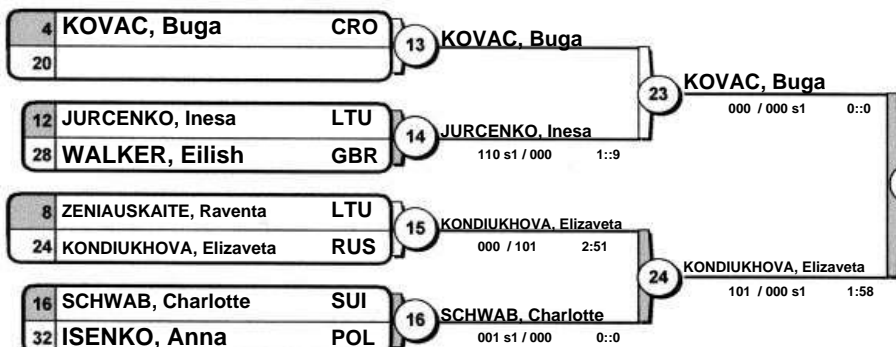 4 KOVAC, Buga CRO
20
13
KOVAC, Buga
12 JURCENKO, Inesa LTU
28 WALKER, Eilish GBR
14
JURCENKO, Inesa
110 s1 / 000 1::9
23
KOVAC, Buga
000 / 000 s1 0::0
8 ZENIAUSKAITE, Raventa LTU
24 KONDIUKHOVA, Elizaveta RUS
15
KONDIUKHOVA, Elizaveta
000 / 101 2:51
16 SCHWAB, Charlotte SUI
32 ISENKO, Anna POL
16
SCHWAB, Charlotte
001 s1 / 000 0::0
24
KONDIUKHOVA, Elizaveta
101 / 000 s1 1:58